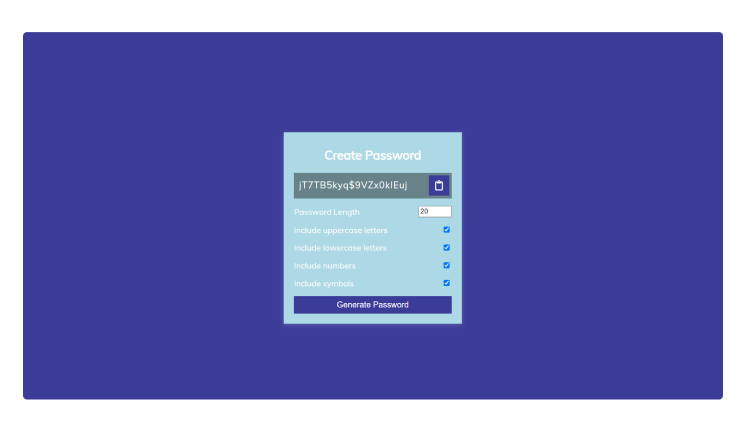 Create Password
jT7TB5kyq$9VZx0klEuj
Password Length
20
Include uppercase letters
Include lowercase letters
Include numbers
Include symbols
Generate Password